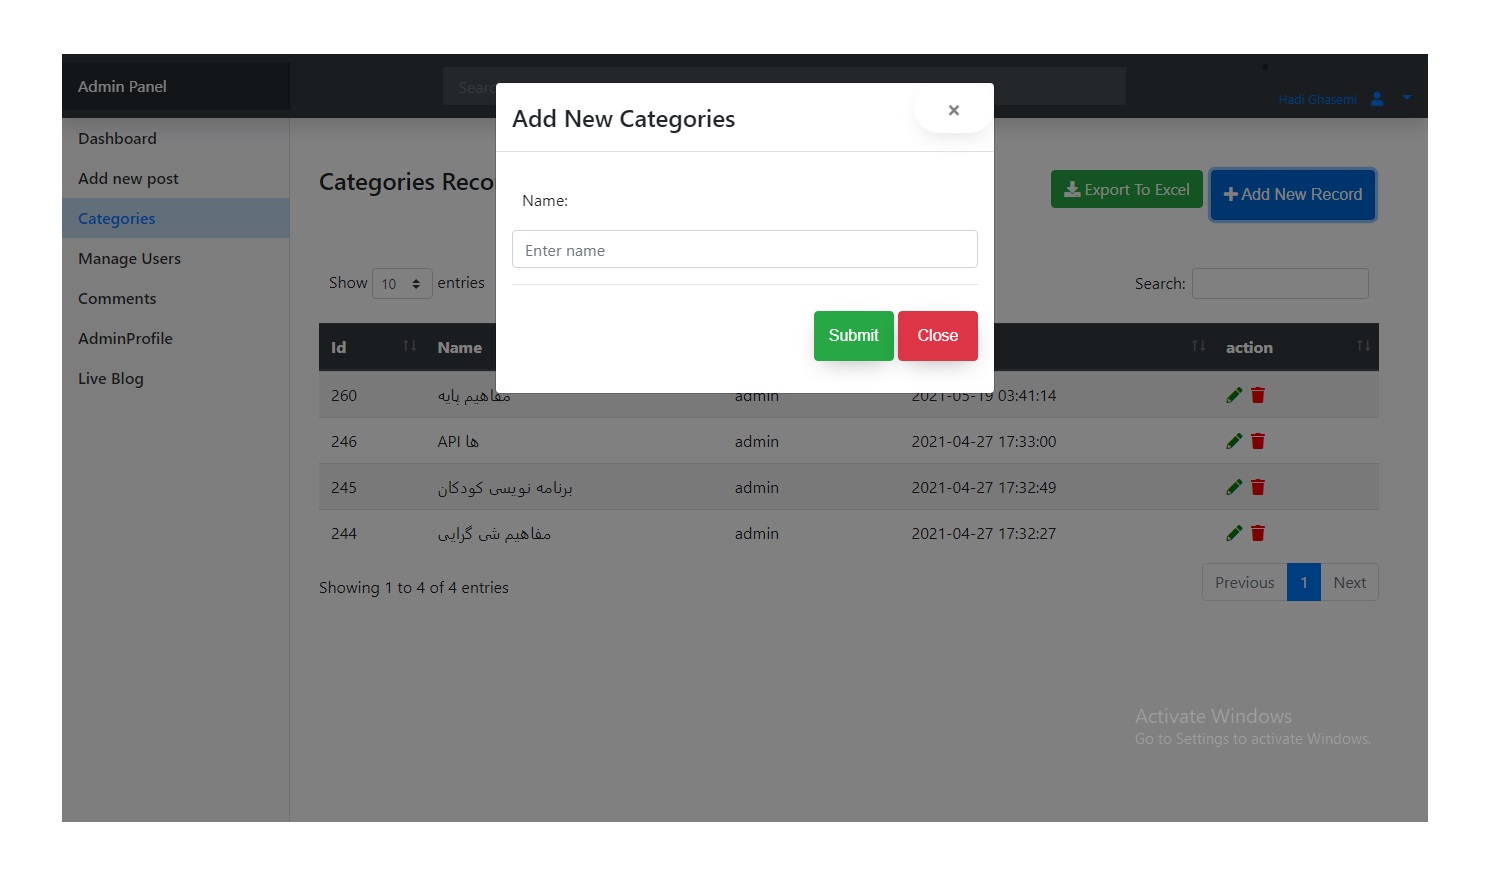 Admin Panel
Hadi Ghasemi
Dashboard
Add new post
Categories
Manage Users
Comments
AdminProfile
Live Blog
Add New Categories ×
Name:
Enter name
Submit Close
Categories
Export To Excel
Add New Record
Show 10 entries
Search:
Id Name action
260 مفاهیم پایه admin 2021-05-19 03:41:14
246 API ها admin 2021-04-27 17:33:00
245 برنامه نویسی کودکان admin 2021-04-27 17:32:49
244 مفاهیم شی گرایی admin 2021-04-27 17:32:27
Showing 1 to 4 of 4 entries
Previous 1 Next
Activate Windows
Go to Settings to activate Windows.